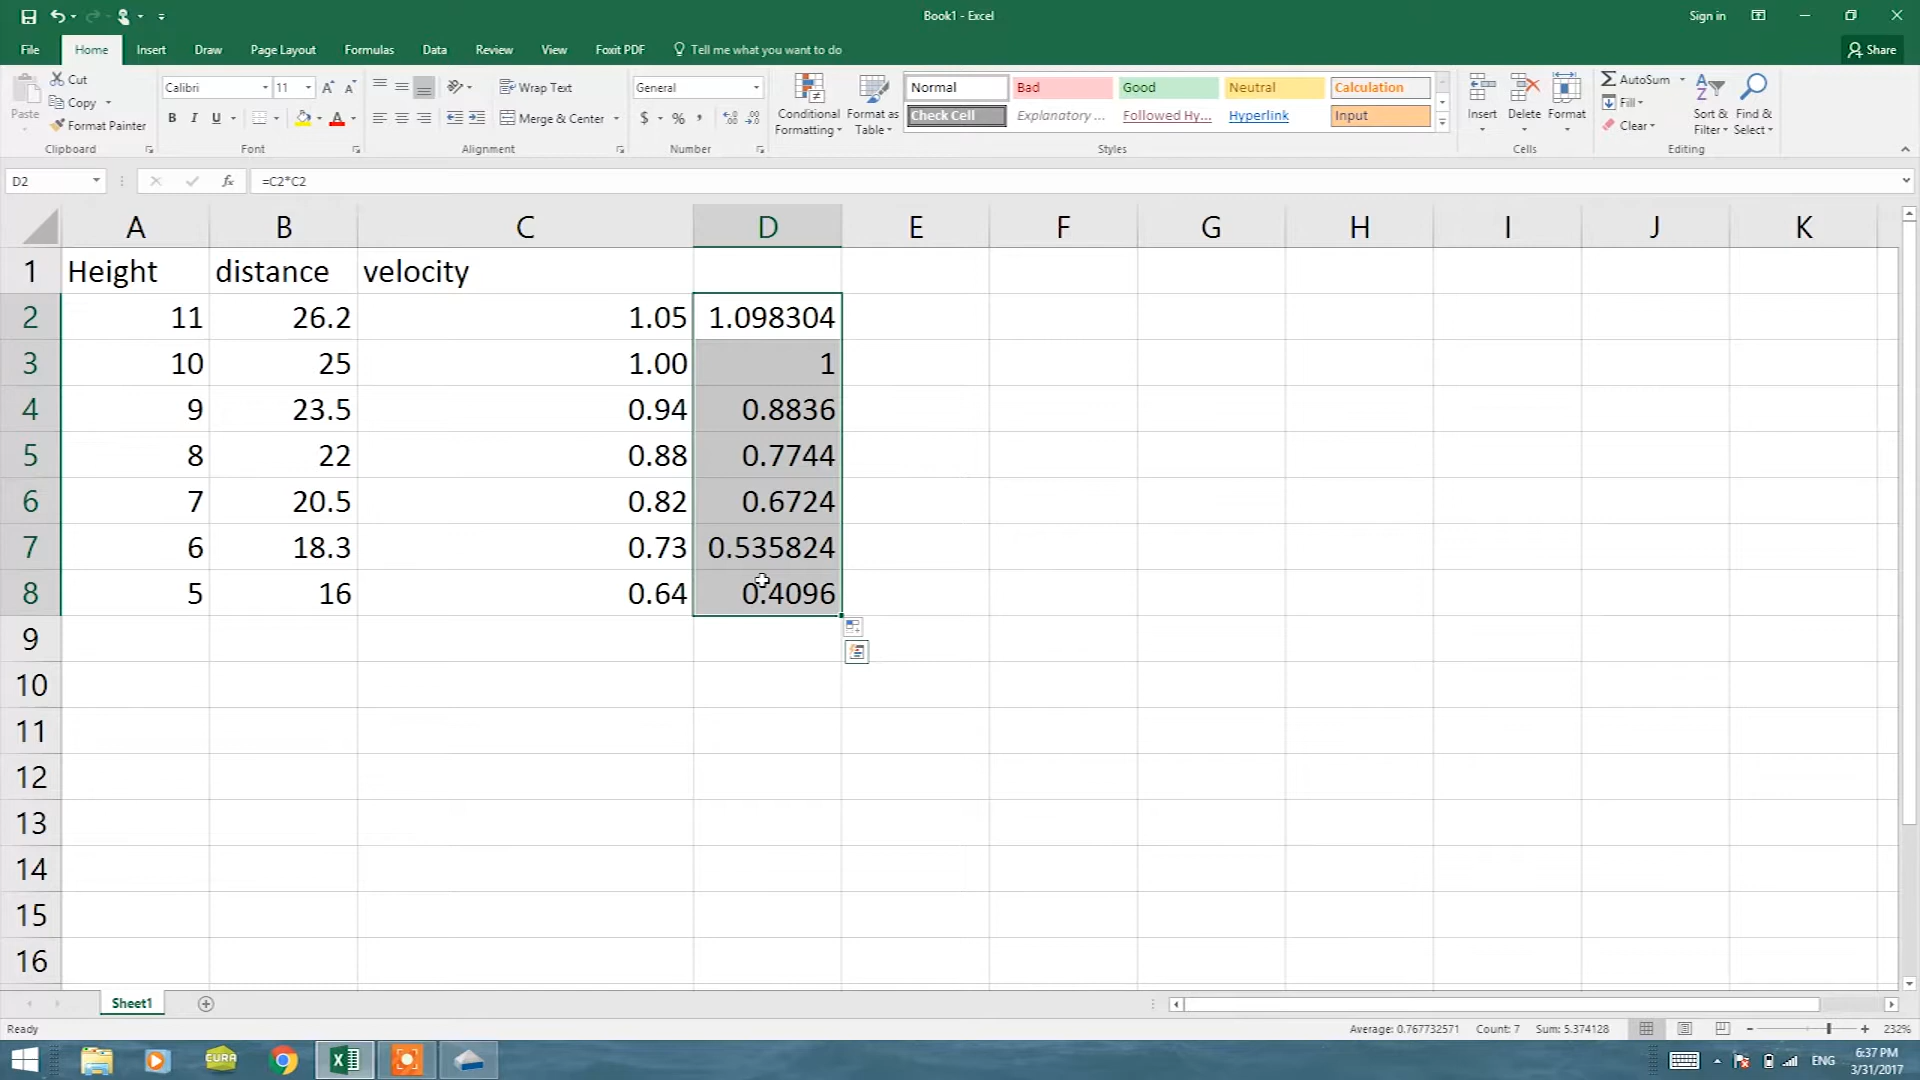 Book1 - Excel
Sign in
File Home Insert Draw Page Layout Formulas Data Review View Foxit PDF Tell me what you want to do Share
Paste
Cut
Copy
Format Painter
Clipboard
Calibri 11
B I U
Font
Wrap Text
Merge & Center
Alignment
General
$ % ,
Number
Conditional Formatting
Format as Table
Normal Bad Good Neutral Calculation
Check Cell Explanatory ... Followed Hy... Hyperlink Input
Styles
Insert Delete Format
Cells
AutoSum
Fill
Clear
Sort & Filter
Find & Select
Editing
D2 fx =C2*C2
A B C D E F G H I J K
1 Height distance velocity
2 11 26.2 1.05 1.098304
3 10 25 1.00 1
4 9 23.5 0.94 0.8836
5 8 22 0.88 0.7744
6 7 20.5 0.82 0.6724
7 6 18.3 0.73 0.535824
8 5 16 0.64 0.4096
9
10
11
12
13
14
15
16
Sheet1
Ready Average: 0.767732571 Count: 7 Sum: 5.374128 232%
CURA ENG 6:37 PM
3/31/2017